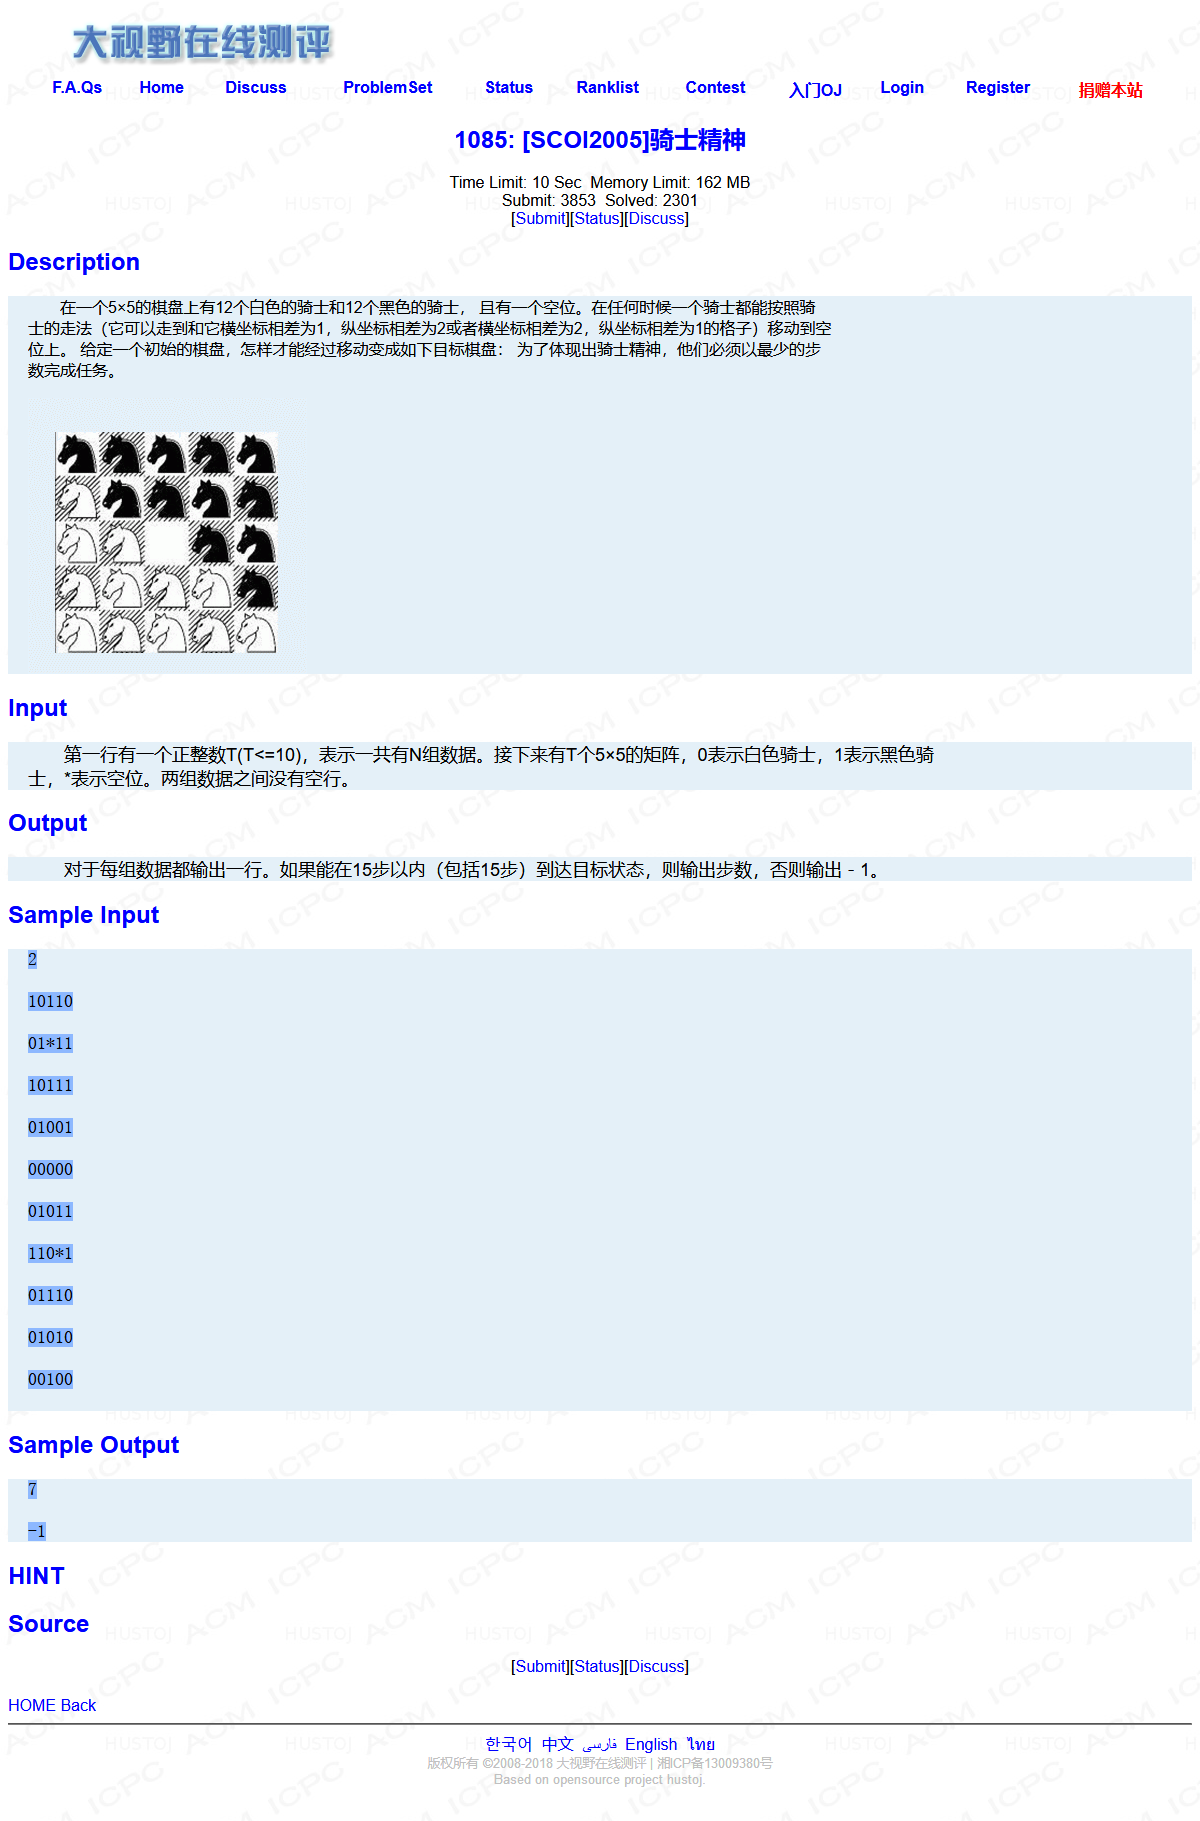 大视野在线测评
F.A.Qs Home Discuss ProblemSet Status Ranklist Contest 入门OJ Login Register 捐赠本站
1085: [SCOI2005]骑士精神
Time Limit: 10 Sec  Memory Limit: 162 MB
Submit: 3853  Solved: 2301
[Submit][Status][Discuss]
Description
在一个5×5的棋盘上有12个白色的骑士和12个黑色的骑士， 且有一个空位。在任何时候一个骑士都能按照骑
士的走法（它可以走到和它横坐标相差为1，纵坐标相差为2或者横坐标相差为2，纵坐标相差为1的格子）移动到空
位上。 给定一个初始的棋盘，怎样才能经过移动变成如下目标棋盘： 为了体现出骑士精神，他们必须以最少的步
数完成任务。
Input
第一行有一个正整数T(T<=10)，表示一共有N组数据。接下来有T个5×5的矩阵，0表示白色骑士，1表示黑色骑
士，*表示空位。两组数据之间没有空行。
Output
对于每组数据都输出一行。如果能在15步以内（包括15步）到达目标状态，则输出步数，否则输出－1。
Sample Input
2
10110
01*11
10111
01001
00000
01011
110*1
01110
01010
00100
Sample Output
7
-1
HINT
Source
[Submit][Status][Discuss]
HOME Back
한국어 中文 فارسی English ไทย
版权所有 ©2008-2018 大视野在线测评 | 湘ICP备13009380号
Based on opensource project hustoj.